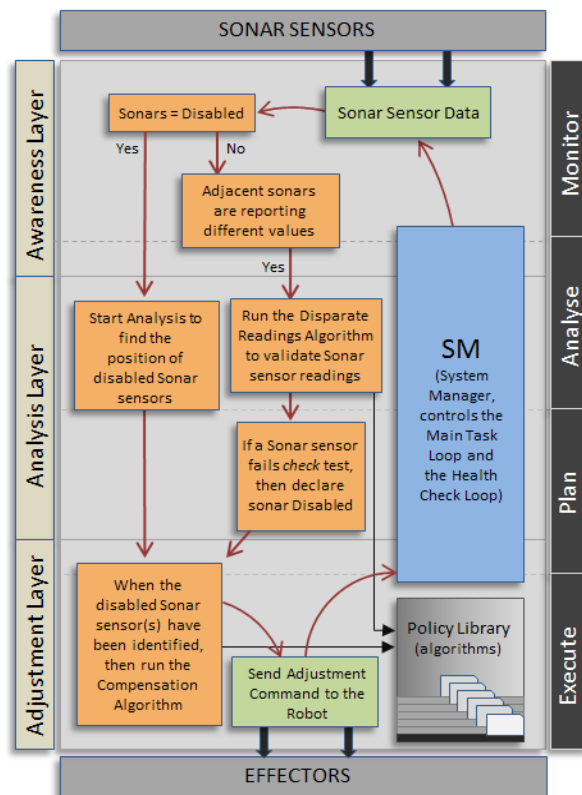 SONAR SENSORS
Awareness Layer
Analysis Layer
Adjustment Layer
Monitor
Analyse
Plan
Execute
Sonars = Disabled
Sonar Sensor Data
Yes
No
Adjacent sonars
are reporting
different values
Yes
Start Analysis to
find the
position of
disabled Sonar
sensors
Run the Disparate
Readings Algorithm
to validate Sonar
sensor readings
SM
(System
Manager,
controls the
Main Task
Loop and
the Health
Check Loop)
If a Sonar sensor
fails check test,
then declare
sonar Disabled
When the
disabled Sonar
sensor(s) have
been identified,
then run the
Compensation
Algorithm
Send Adjustment
Command to the
Robot
Policy Library
(algorithms)
EFFECTORS